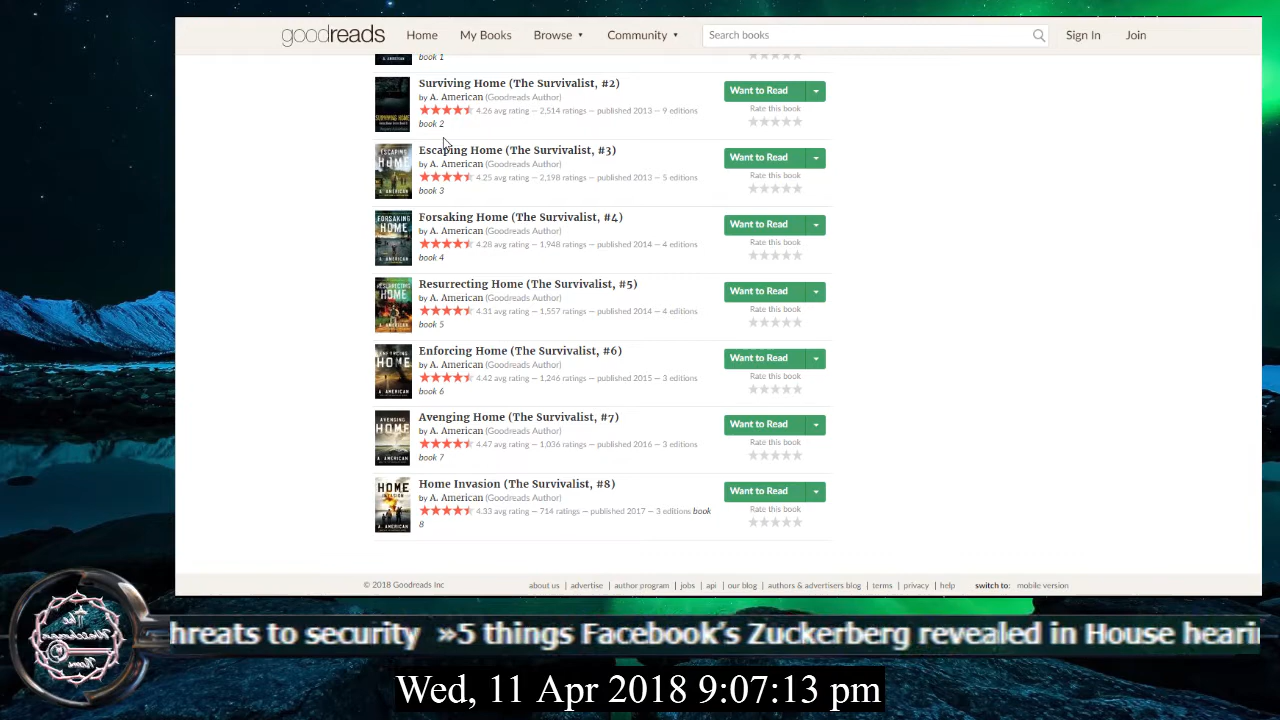 goodreads Home My Books Browse Community Search books Sign In Join
book 1
Surviving Home (The Survivalist, #2)
by A. American (Goodreads Author)
4.26 avg rating — 2,514 ratings — published 2013 — 9 editions
book 2
Want to Read
Rate this book
Escaping Home (The Survivalist, #3)
by A. American (Goodreads Author)
4.25 avg rating — 2,198 ratings — published 2013 — 5 editions
book 3
Want to Read
Rate this book
Forsaking Home (The Survivalist, #4)
by A. American (Goodreads Author)
4.28 avg rating — 1,948 ratings — published 2014 — 4 editions
book 4
Want to Read
Rate this book
Resurrecting Home (The Survivalist, #5)
by A. American (Goodreads Author)
4.31 avg rating — 1,557 ratings — published 2014 — 4 editions
book 5
Want to Read
Rate this book
Enforcing Home (The Survivalist, #6)
by A. American (Goodreads Author)
4.42 avg rating — 1,246 ratings — published 2015 — 3 editions
book 6
Want to Read
Rate this book
Avenging Home (The Survivalist, #7)
by A. American (Goodreads Author)
4.47 avg rating — 1,036 ratings — published 2016 — 3 editions
book 7
Want to Read
Rate this book
Home Invasion (The Survivalist, #8)
by A. American (Goodreads Author)
4.33 avg rating — 714 ratings — published 2017 — 3 editions book
8
Want to Read
Rate this book
© 2018 Goodreads Inc about us | advertise | author program | jobs | api | our blog | authors & advertisers blog | terms | privacy | help switch to: mobile version
hreats to security »5 things Facebook's Zuckerberg revealed in House heari
Wed, 11 Apr 2018 9:07:13 pm